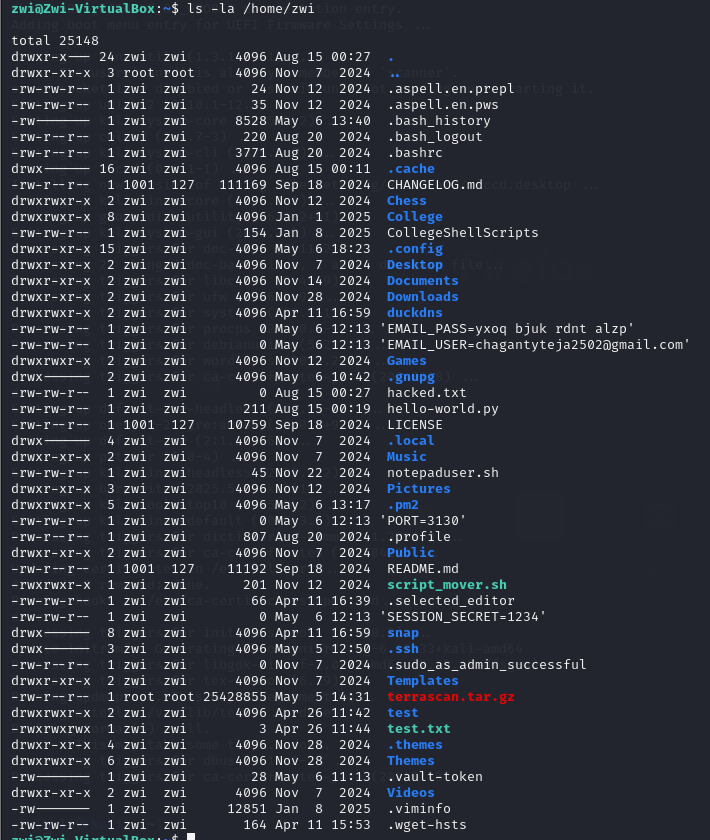 zwi@Zwi-VirtualBox:~$ ls -la /home/zwi
total 25148
drwxr-x--- 24 zwi  zwi      4096 Aug 15 00:27  .
drwxr-xr-x  3 root root     4096 Nov  7  2024  ..
-rw-rw-r--  1 zwi  zwi        24 Nov 12  2024  .aspell.en.prepl
-rw-rw-r--  1 zwi  zwi        35 Nov 12  2024  .aspell.en.pws
-rw-------  1 zwi  zwi      8528 May  6 13:40  .bash_history
-rw-r--r--  1 zwi  zwi       220 Aug 20  2024  .bash_logout
-rw-r--r--  1 zwi  zwi      3771 Aug 20  2024  .bashrc
drwx------ 16 zwi  zwi      4096 Aug 15 00:11  .cache
-rw-r--r--  1 1001  127   111169 Sep 18  2024  CHANGELOG.md
drwxrwxr-x  2 zwi  zwi      4096 Nov 12  2024  Chess
drwxrwxr-x  8 zwi  zwi      4096 Jan  1  2025  College
-rw-rw-r--  1 zwi  zwi       154 Jan  8  2025  CollegeShellScripts
drwxr-xr-x 15 zwi  zwi      4096 May  6 18:23  .config
drwxr-xr-x  2 zwi  zwi      4096 Nov  7  2024  Desktop
drwxr-xr-x  2 zwi  zwi      4096 Nov 14  2024  Documents
drwxr-xr-x  2 zwi  zwi      4096 Nov 28  2024  Downloads
drwxrwxr-x  2 zwi  zwi      4096 Apr 11 16:59  duckdns
-rw-rw-r--  1 zwi  zwi         0 May  6 12:13 'EMAIL_PASS=yxoq bjuk rdnt alzp'
-rw-rw-r--  1 zwi  zwi         0 May  6 12:13 'EMAIL_USER=chagantyteja2502@gmail.com'
drwxrwxr-x  3 zwi  zwi      4096 Nov 12  2024  Games
drwx------  2 zwi  zwi      4096 May  6 10:42  .gnupg
-rw-rw-r--  1 zwi  zwi         0 Aug 15 00:27  hacked.txt
-rw-rw-r--  1 zwi  zwi       211 Aug 15 00:19  hello-world.py
-rw-r--r--  1 1001  127    10759 Sep 18  2024  LICENSE
drwx------  4 zwi  zwi      4096 Nov  7  2024  .local
drwxr-xr-x  2 zwi  zwi      4096 Nov  7  2024  Music
-rw-rw-r--  1 zwi  zwi        45 Nov 22  2024  notepaduser.sh
drwxr-xr-x  3 zwi  zwi      4096 Nov 12  2024  Pictures
drwxrwxr-x  5 zwi  zwi      4096 May  6 13:17  .pm2
-rw-rw-r--  1 zwi  zwi         0 May  6 12:13 'PORT=3130'
-rw-r--r--  1 zwi  zwi       807 Aug 20  2024  .profile
drwxr-xr-x  2 zwi  zwi      4096 Nov  7  2024  Public
-rw-r--r--  1 1001  127    11192 Sep 18  2024  README.md
-rwxrwxr-x  1 zwi  zwi       201 Nov 12  2024  script_mover.sh
-rw-rw-r--  1 zwi  zwi        66 Apr 11 16:39  .selected_editor
-rw-rw-r--  1 zwi  zwi         0 May  6 12:13 'SESSION_SECRET=1234'
drwx------  8 zwi  zwi      4096 Apr 11 16:59  snap
drwx------  3 zwi  zwi      4096 May  5 12:50  .ssh
-rw-r--r--  1 zwi  zwi         0 Nov  7  2024  .sudo_as_admin_successful
drwxr-xr-x  2 zwi  zwi      4096 Nov  7  2024  Templates
-rw-r--r--  1 root root 25428855 May  5 14:31  terrascan.tar.gz
drwxrwxrwx  2 zwi  zwi      4096 Apr 26 11:42  test
-rwxrwxrwx  1 zwi  zwi         3 Apr 26 11:44  test.txt
drwxr-xr-x  4 zwi  zwi      4096 Nov 28  2024  .themes
drwxrwxr-x  6 zwi  zwi      4096 Nov 28  2024  Themes
-rw-------  1 zwi  zwi        28 May  6 11:13  .vault-token
drwxr-xr-x  2 zwi  zwi      4096 Nov  7  2024  Videos
-rw-------  1 zwi  zwi     12851 Jan  8  2025  .viminfo
-rw-rw-r--  1 zwi  zwi       164 Apr 11 15:53  .wget-hsts
zwi@Zwi-VirtualBox:~$